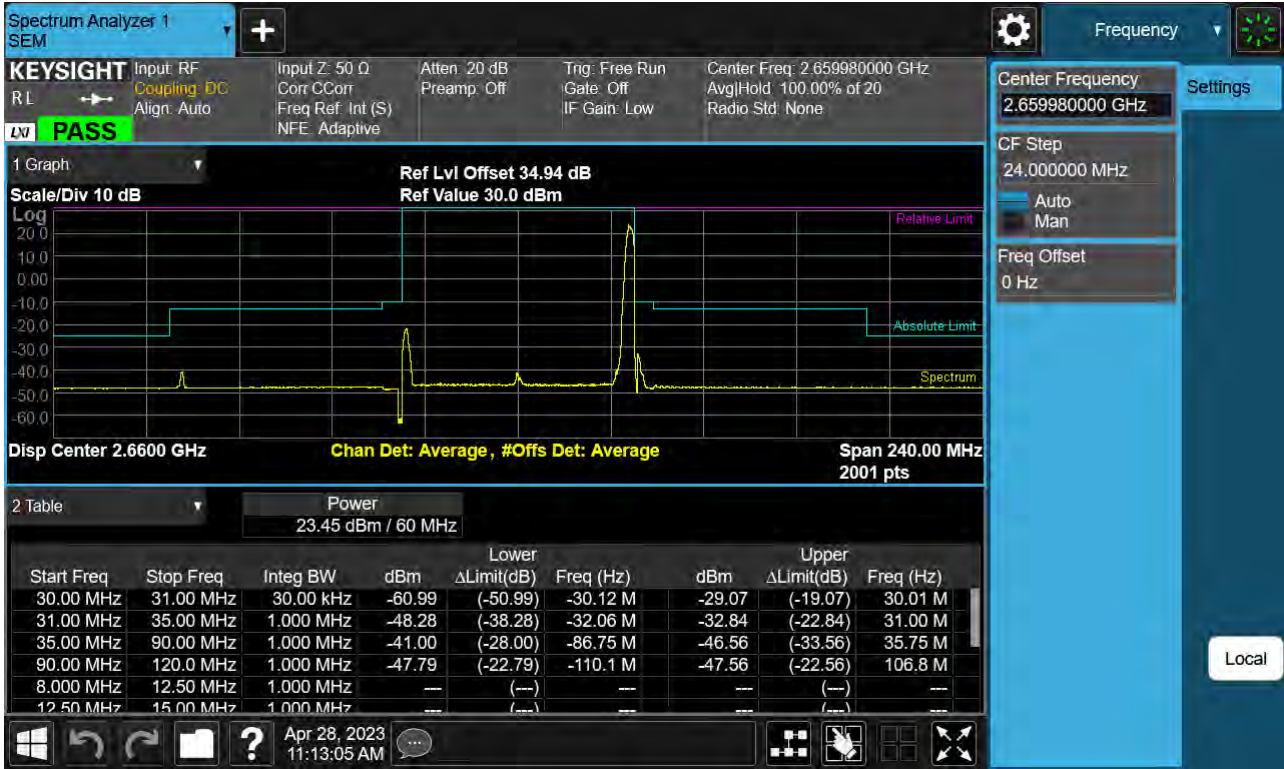 Spectrum Analyzer 1
SEM
Frequency
KEYSIGHT
RL
LXI
PASS
Input: RF
Coupling: DC
Align: Auto
Input Z: 50 Ω
Corr CCorr
Freq Ref: Int (S)
NFE: Adaptive
Atten: 20 dB
Preamp: Off
Trig: Free Run
Gate: Off
IF Gain: Low
Center Freq: 2.659980000 GHz
Avg|Hold: 100.00% of 20
Radio Std: None
Center Frequency
2.659980000 GHz
Settings
CF Step
24.000000 MHz
Auto
Man
Freq Offset
0 Hz
1 Graph
Ref Lvl Offset 34.94 dB
Scale/Div 10 dB
Ref Value 30.0 dBm
Log
20.0
10.0
0.00
-10.0
-20.0
-30.0
-40.0
-50.0
-60.0
Relative Limit
Absolute Limit
Spectrum
Disp Center 2.6600 GHz
Chan Det: Average, #Offs Det: Average
Span 240.00 MHz
2001 pts
2 Table
Power
23.45 dBm / 60 MHz
Lower Upper
Start Freq Stop Freq Integ BW dBm ΔLimit(dB) Freq (Hz) dBm ΔLimit(dB) Freq (Hz)
30.00 MHz 31.00 MHz 30.00 kHz -60.99 (-50.99) -30.12 M -29.07 (-19.07) 30.01 M
31.00 MHz 35.00 MHz 1.000 MHz -48.28 (-38.28) -32.06 M -32.84 (-22.84) 31.00 M
35.00 MHz 90.00 MHz 1.000 MHz -41.00 (-28.00) -86.75 M -46.56 (-33.56) 35.75 M
90.00 MHz 120.0 MHz 1.000 MHz -47.79 (-22.79) -110.1 M -47.56 (-22.56) 106.8 M
8.000 MHz 12.50 MHz 1.000 MHz --- (---) --- --- (---) ---
12.50 MHz 15.00 MHz 1.000 MHz --- (---) --- --- (---) ---
Local
?
Apr 28, 2023
11:13:05 AM